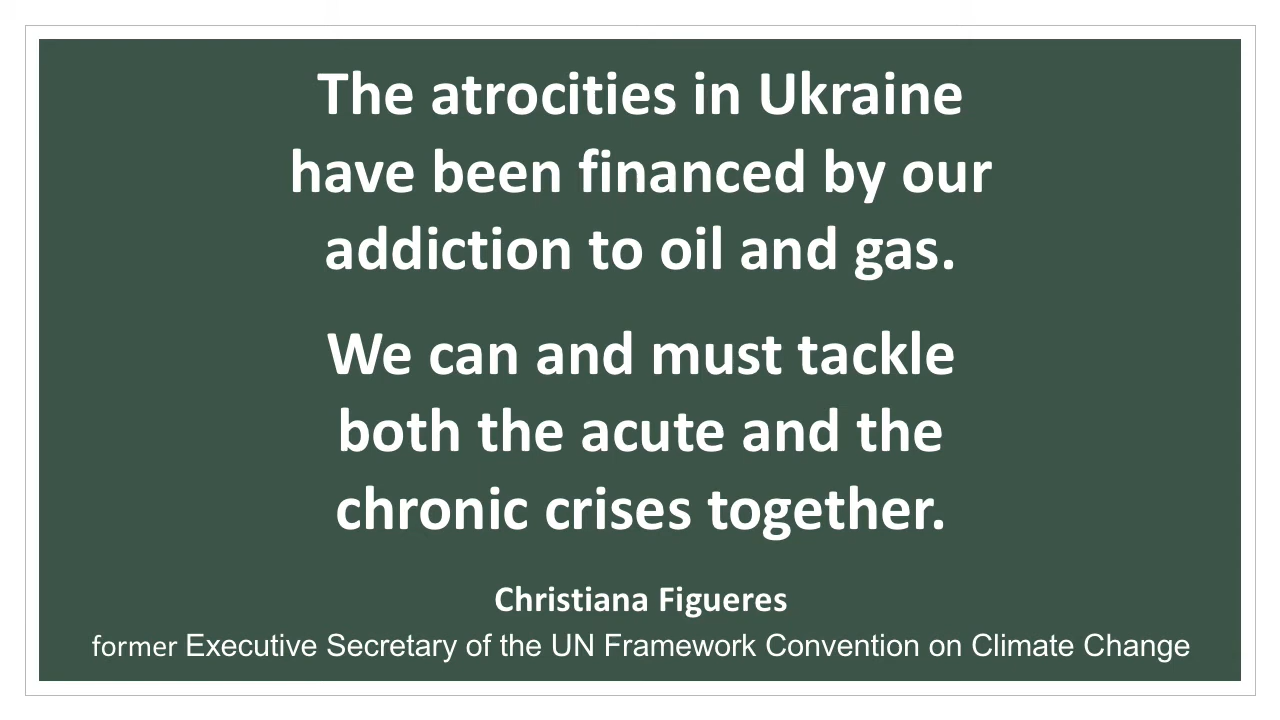 The atrocities in Ukraine
have been financed by our
addiction to oil and gas.
We can and must tackle
both the acute and the
chronic crises together.
Christiana Figueres
former Executive Secretary of the UN Framework Convention on Climate Change